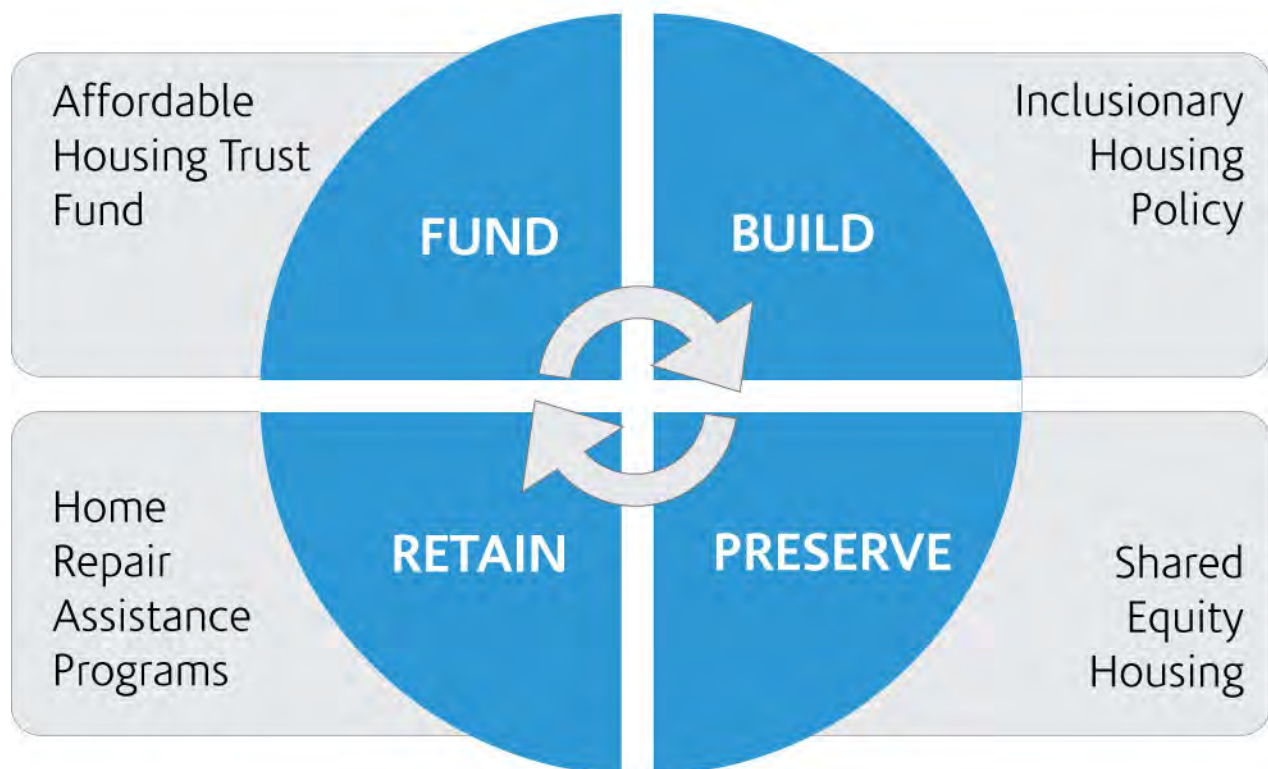 Affordable
Housing Trust
Fund
FUND
BUILD
Inclusionary
Housing
Policy
Home
Repair
Assistance
Programs
RETAIN
PRESERVE
Shared
Equity
Housing